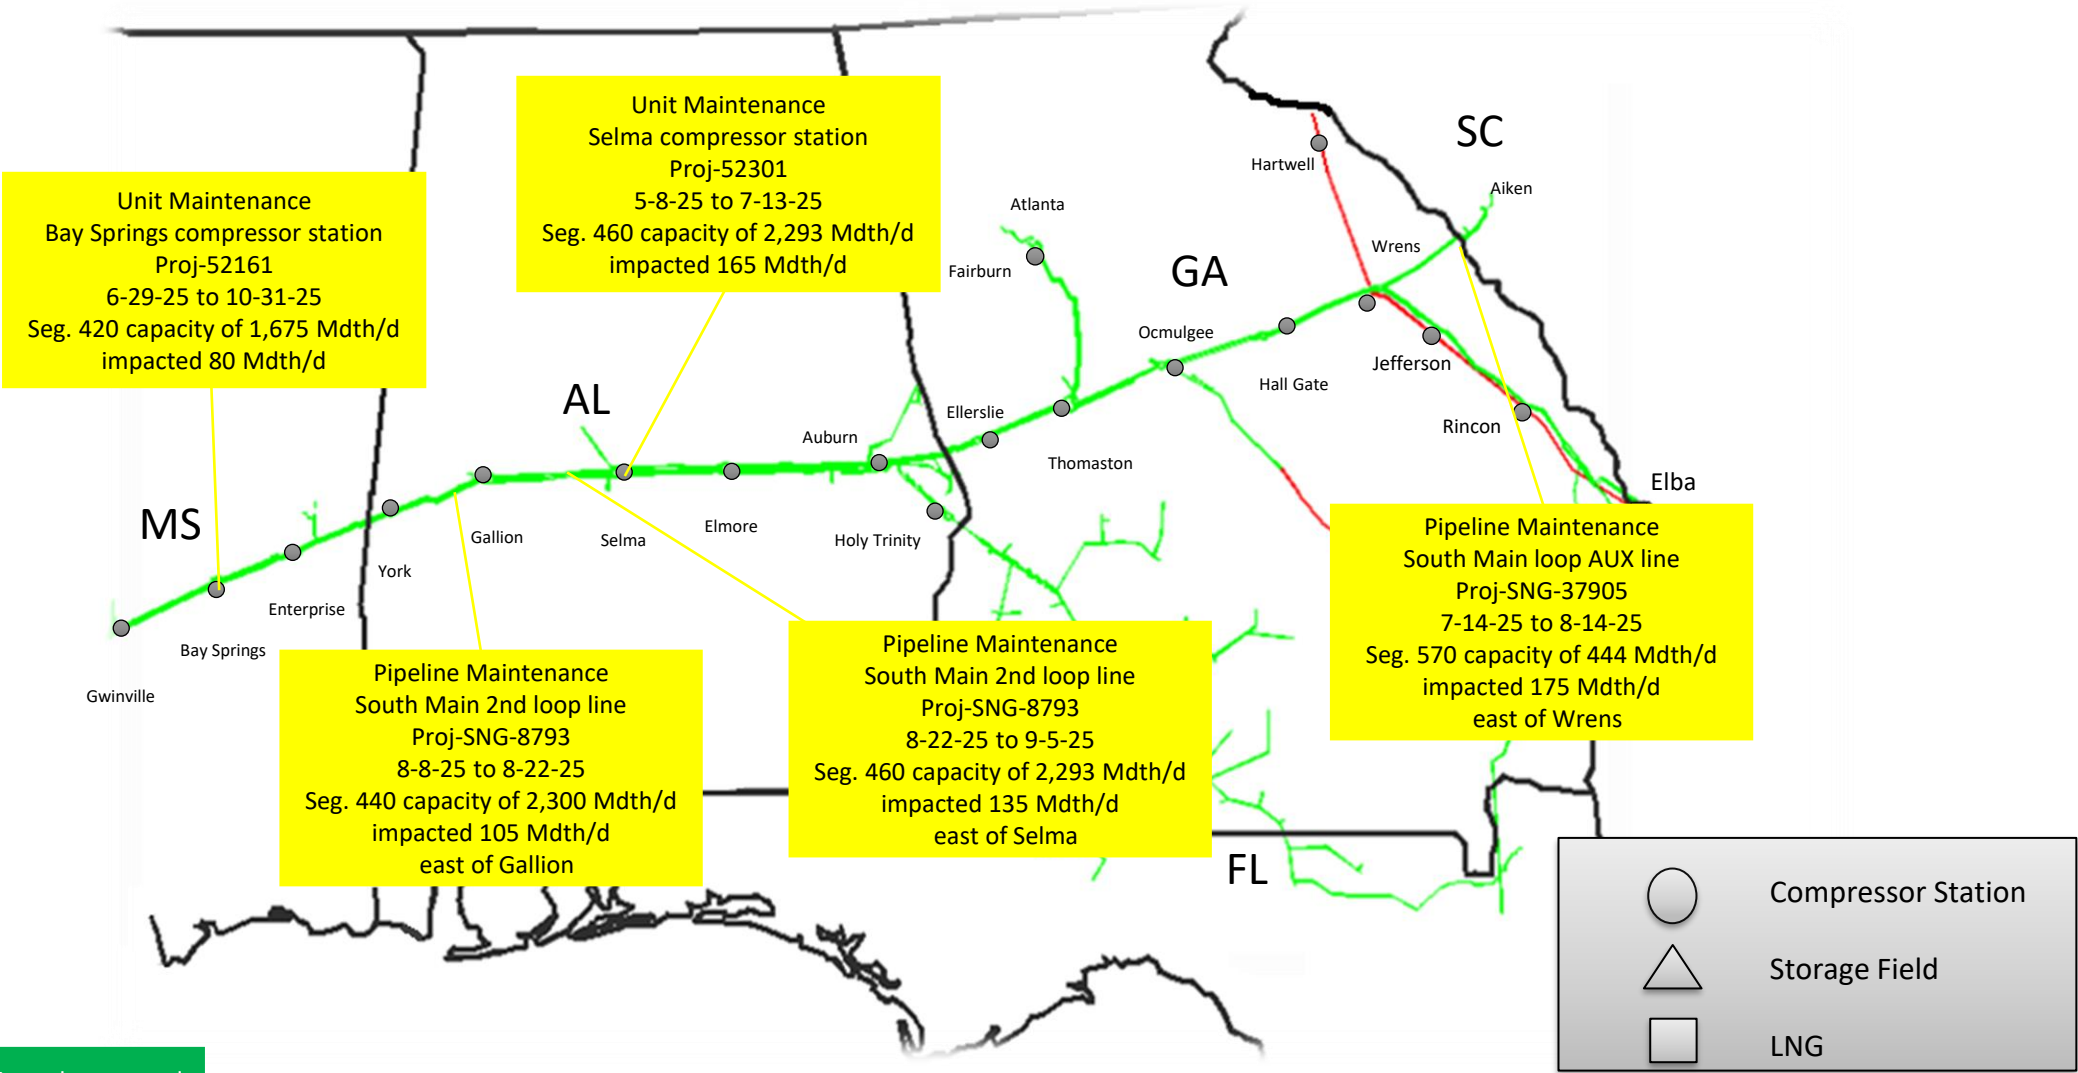 Unit Maintenance
Selma compressor station
Proj-52301
5-8-25 to 7-13-25
Seg. 460 capacity of 2,293 Mdth/d
impacted 165 Mdth/d
Unit Maintenance
Bay Springs compressor station
Proj-52161
6-29-25 to 10-31-25
Seg. 420 capacity of 1,675 Mdth/d
impacted 80 Mdth/d
SC
Hartwell
Aiken
Atlanta
Wrens
Fairburn
GA
Ocmulgee
Jefferson
Hall Gate
AL
Ellerslie
Rincon
Auburn
Thomaston
Elba
MS
Gallion
Selma
Elmore
Holy Trinity
York
Enterprise
Bay Springs
Gwinville
Pipeline Maintenance
South Main loop AUX line
Proj-SNG-37905
7-14-25 to 8-14-25
Seg. 570 capacity of 444 Mdth/d
impacted 175 Mdth/d
east of Wrens
Pipeline Maintenance
South Main 2nd loop line
Proj-SNG-8793
8-22-25 to 9-5-25
Seg. 460 capacity of 2,293 Mdth/d
impacted 135 Mdth/d
east of Selma
Pipeline Maintenance
South Main 2nd loop line
Proj-SNG-8793
8-8-25 to 8-22-25
Seg. 440 capacity of 2,300 Mdth/d
impacted 105 Mdth/d
east of Gallion
FL
Compressor Station
Storage Field
LNG